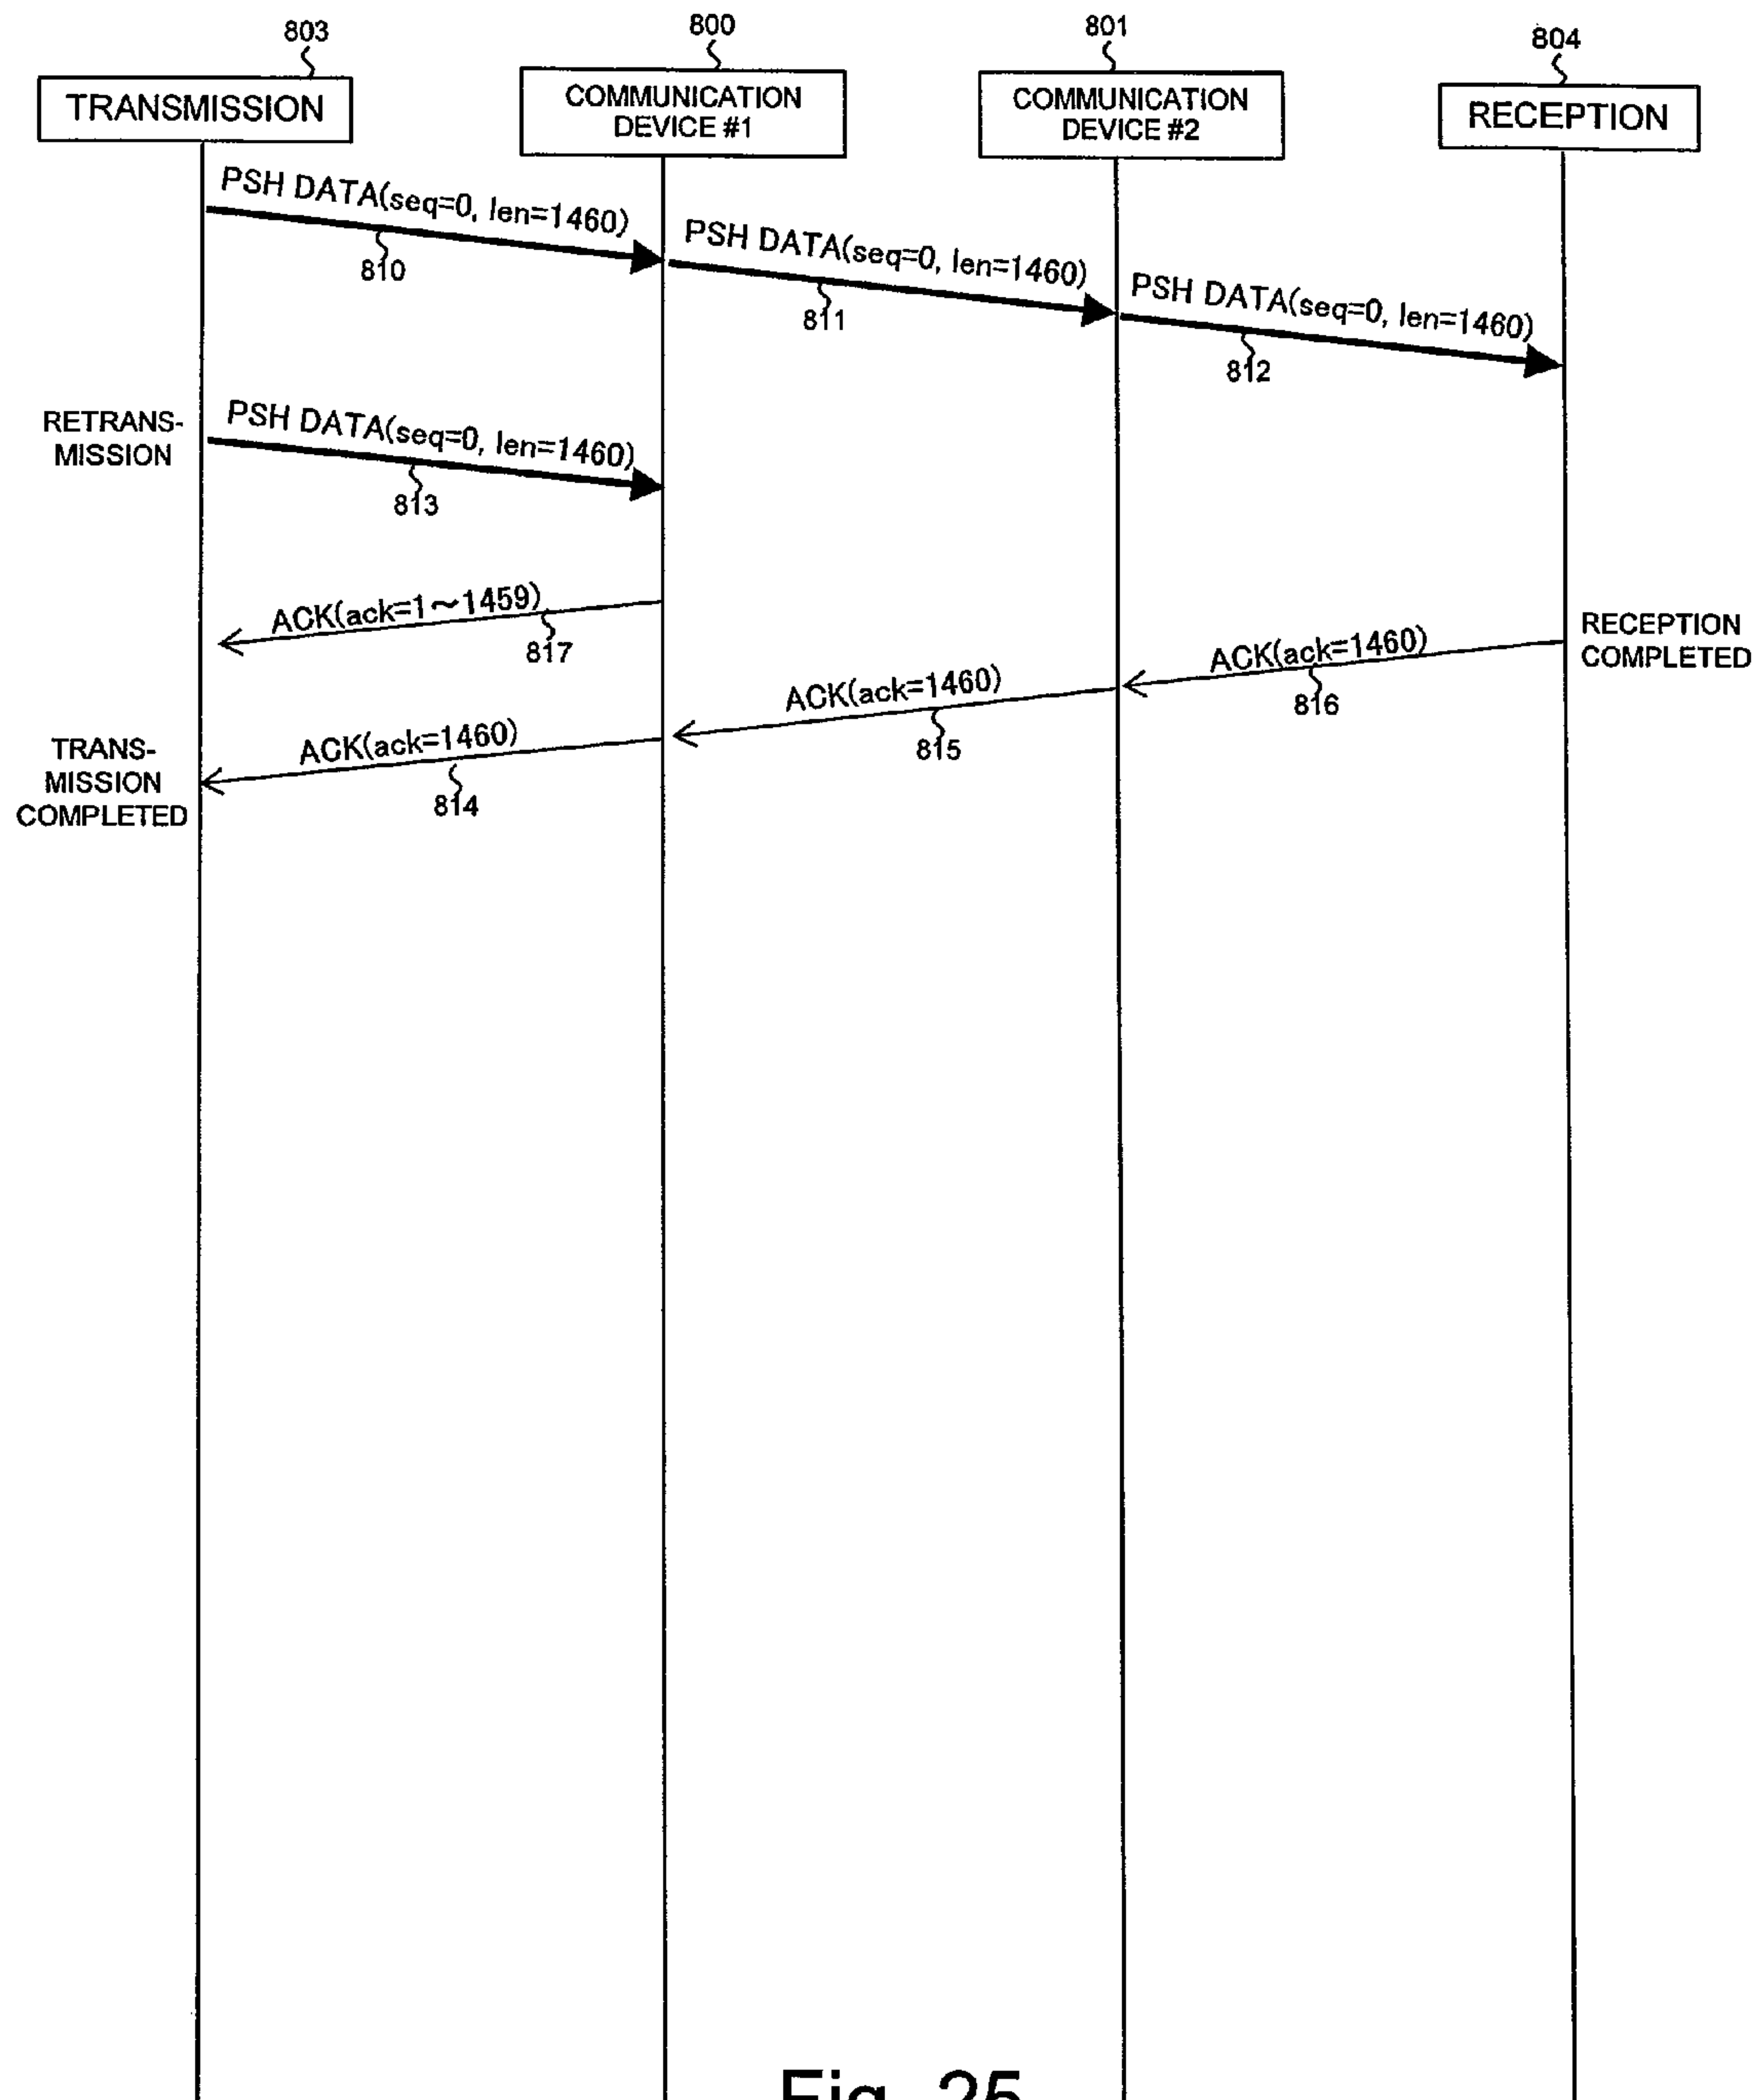 803
800
801
804
TRANSMISSION
COMMUNICATION
DEVICE #1
COMMUNICATION
DEVICE #2
RECEPTION
PSH DATA(seq=0, len=1460)
810
PSH DATA(seq=0, len=1460)
811
PSH DATA(seq=0, len=1460)
812
RETRANS-
MISSION
PSH DATA(seq=0, len=1460)
813
ACK(ack=1～1459)
817
RECEPTION
COMPLETED
ACK(ack=1460)
816
ACK(ack=1460)
815
TRANS-
MISSION
COMPLETED
ACK(ack=1460)
814
Fig. 25